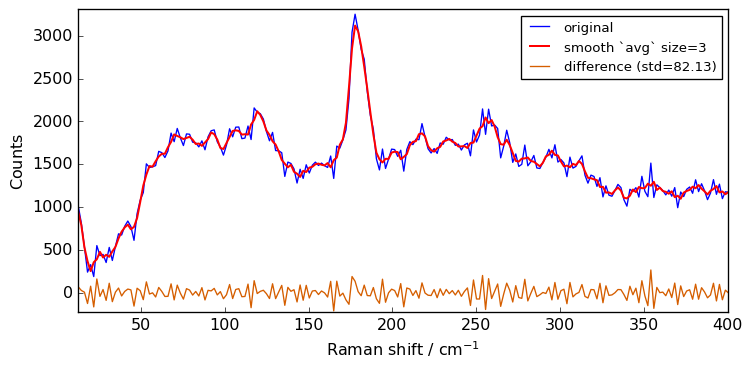 original
smooth `avg` size=3
difference (std=82.13)
3000
2500
2000
1500
1000
500
0
Counts
50 100 150 200 250 300 350 400
Raman shift / cm⁻¹